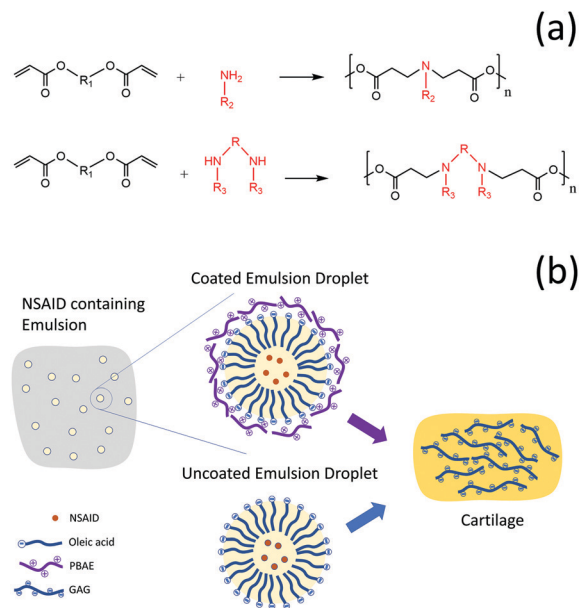 (a)
O O NH2
R1 + R2 O N O n
O O R2 O
R
O O HN NH R
R1 + R3 R3 O N N O n
O O O R3 R3 O
(b)
Coated Emulsion Droplet
NSAID containing
Emulsion
Uncoated Emulsion Droplet
Cartilage
NSAID
Oleic acid
PBAE
GAG